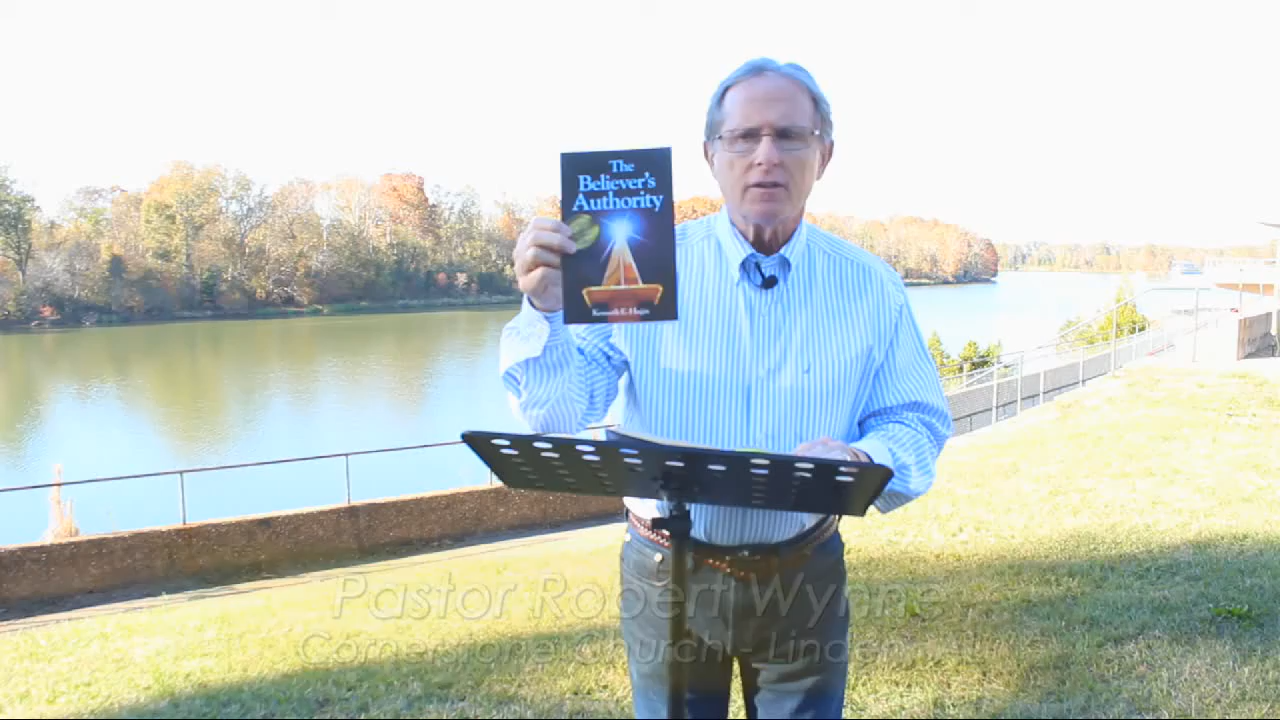 The
Believer's
Authority
Kenneth E. Hagin
Pastor Robert Wynne
Cornerstone Church - Linden